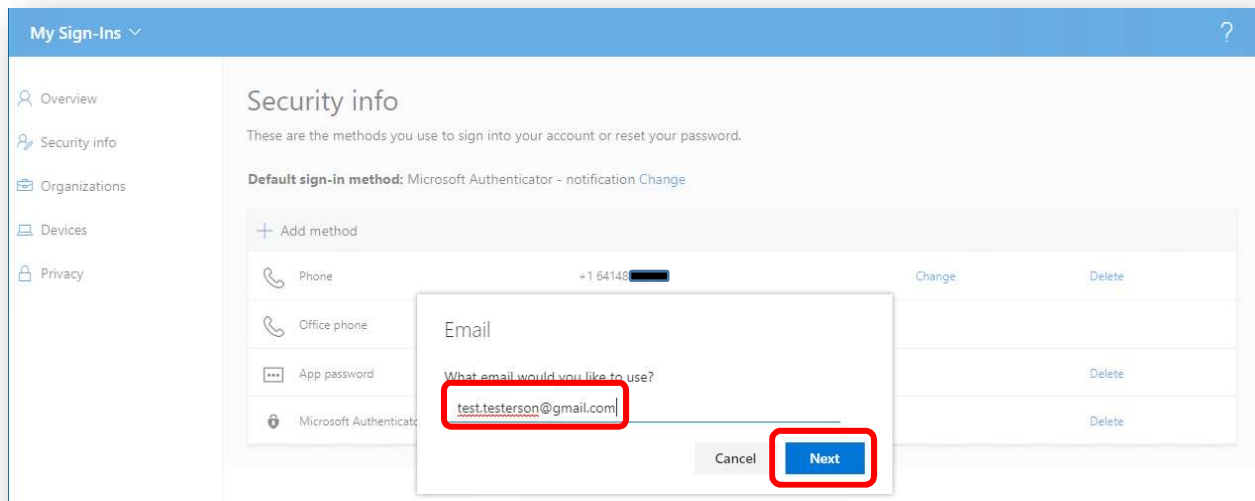 My Sign-Ins
?
Overview
Security info
Organizations
Devices
Privacy
Security info
These are the methods you use to sign into your account or reset your password.
Default sign-in method: Microsoft Authenticator - notification Change
+ Add method
Phone +1 64148 Change Delete
Office phone
App password Delete
Microsoft Authenticato Delete
Email
What email would you like to use?
test.testerson@gmail.com
Cancel Next